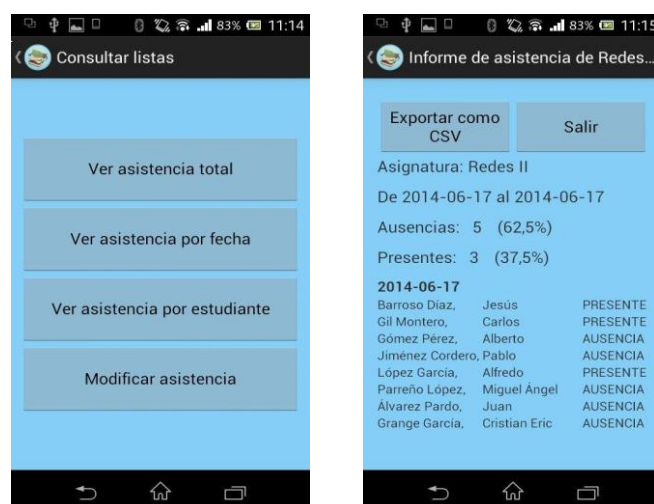 83% 11:14
Consultar listas
Ver asistencia total
Ver asistencia por fecha
Ver asistencia por estudiante
Modificar asistencia
83% 11:15
Informe de asistencia de Redes...
Exportar como
CSV
Salir
Asignatura: Redes II
De 2014-06-17 al 2014-06-17
Ausencias: 5 (62,5%)
Presentes: 3 (37,5%)
2014-06-17
Barroso Díaz, Jesús PRESENTE
Gil Montero, Carlos PRESENTE
Gómez Pérez, Alberto AUSENCIA
Jiménez Cordero, Pablo AUSENCIA
López García, Alfredo PRESENTE
Parreño López, Miguel Ángel AUSENCIA
Álvarez Pardo, Juan AUSENCIA
Grange García, Cristian Eric AUSENCIA